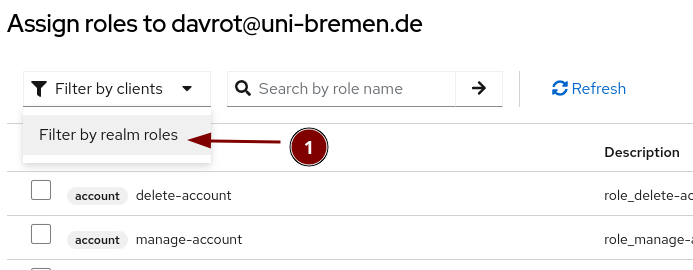 Assign roles to davrot@uni-bremen.de
Filter by clients
Search by role name
Refresh
Filter by realm roles
1
Description
account delete-account role_delete-ac
account manage-account role_manage-a